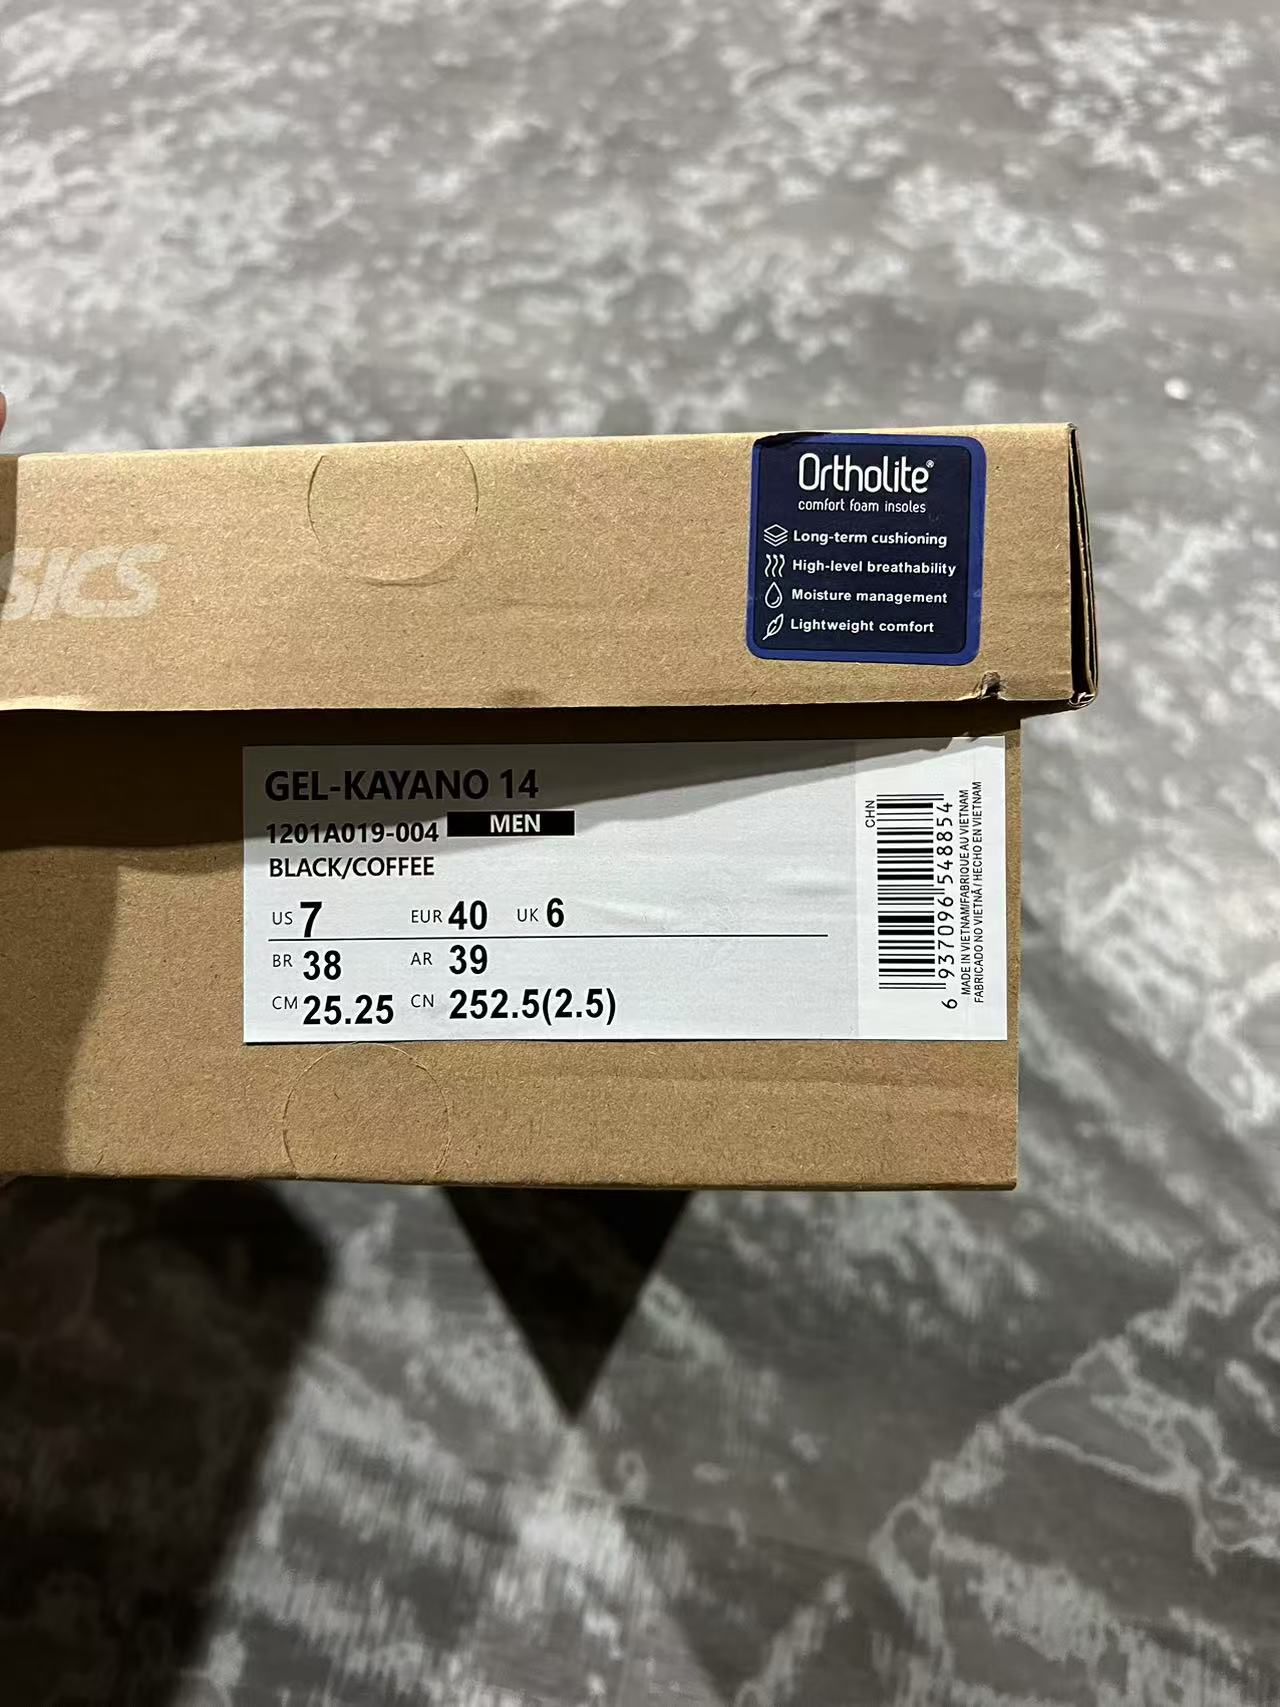 SICS
Ortholite®
comfort foam insoles
Long-term cushioning
High-level breathability
Moisture management
Lightweight comfort
GEL-KAYANO 14
1201A019-004 MEN
BLACK/COFFEE
US 7 EUR 40 UK 6
BR 38 AR 39
CM 25.25 CN 252.5(2.5)
CHN
6 937096 548854
MADE IN VIETNAM/FABRIQUE AU VIETNAM
FABRICADO NO VIETNÃ / HECHO EN VIETNAM